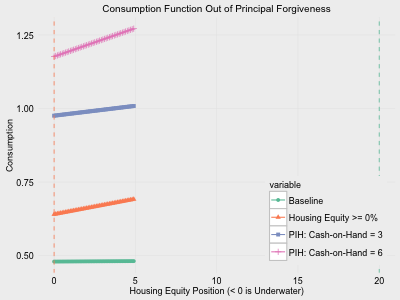 Consumption Function Out of Principal Forgiveness
Consumption
1.25
1.00
0.75
0.50
variable
Baseline
Housing Equity >= 0%
PIH: Cash-on-Hand = 3
PIH: Cash-on-Hand = 6
0
5
10
15
20
Housing Equity Position (< 0 is Underwater)